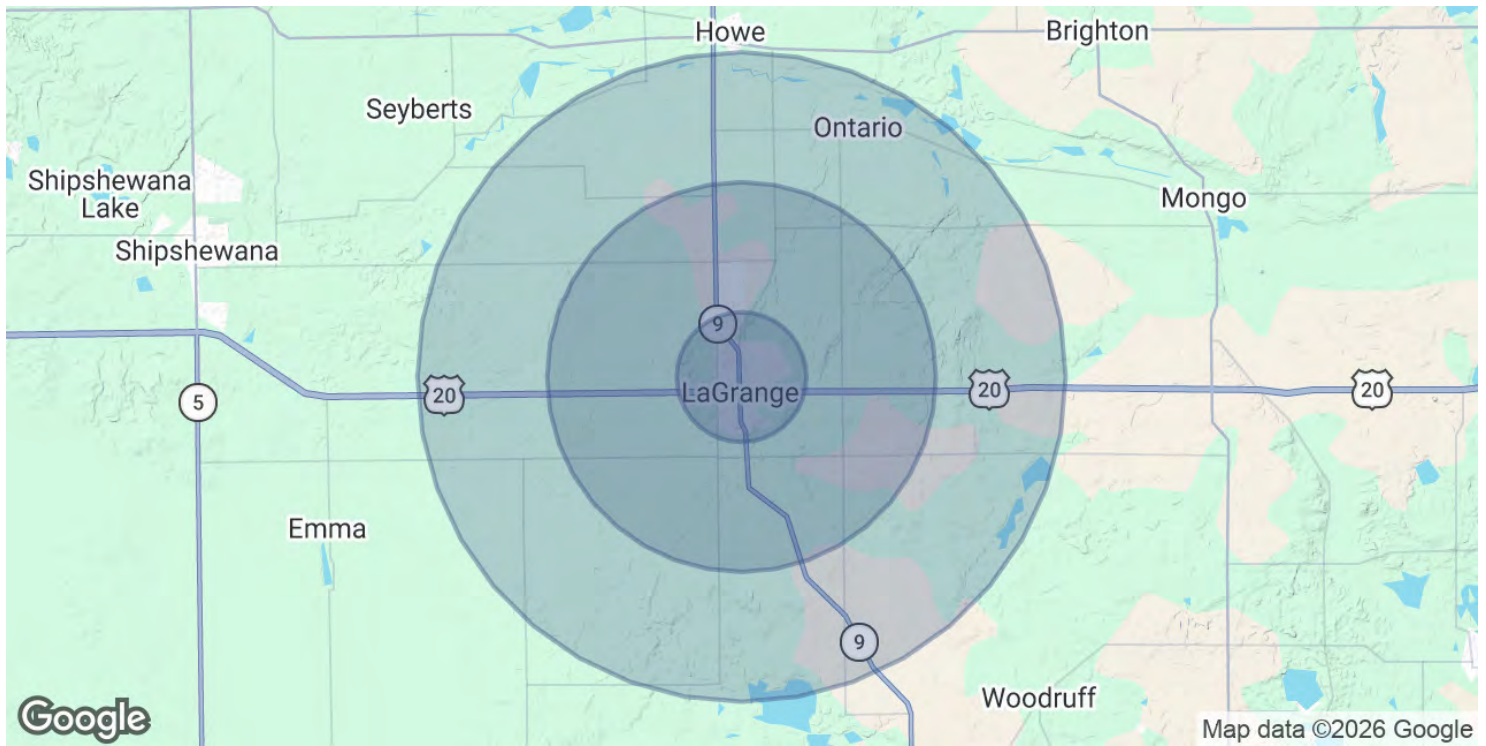 Howe
Brighton
Seyberts
Ontario
Shipshewana
Lake
Mongo
Shipshewana
9
LaGrange
20
20
20
5
Emma
9
Woodruff
Google
Map data ©2026 Google